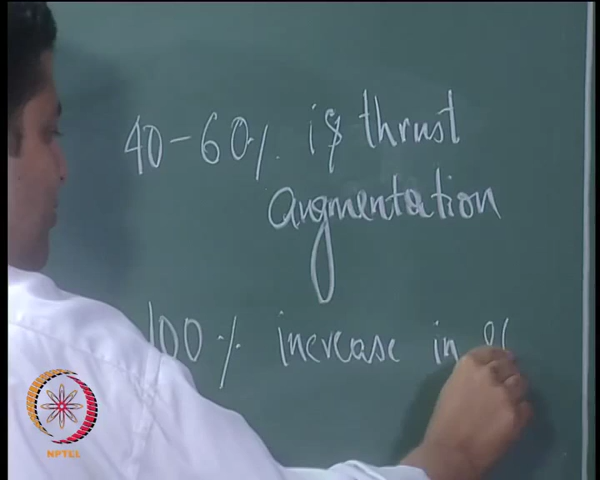 40-60% is thrust
augmentation
100% increase in
NPTEL